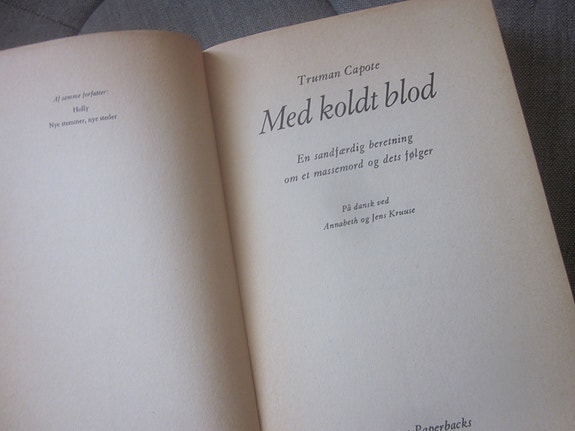 Af samme forfatter:
Holly
Nye stemmer, nye steder
Truman Capote
Med koldt blod
En sandfærdig beretning
om et massemord og dets følger
På dansk ved
Annabeth og Jens Kruuse
Paperbacks